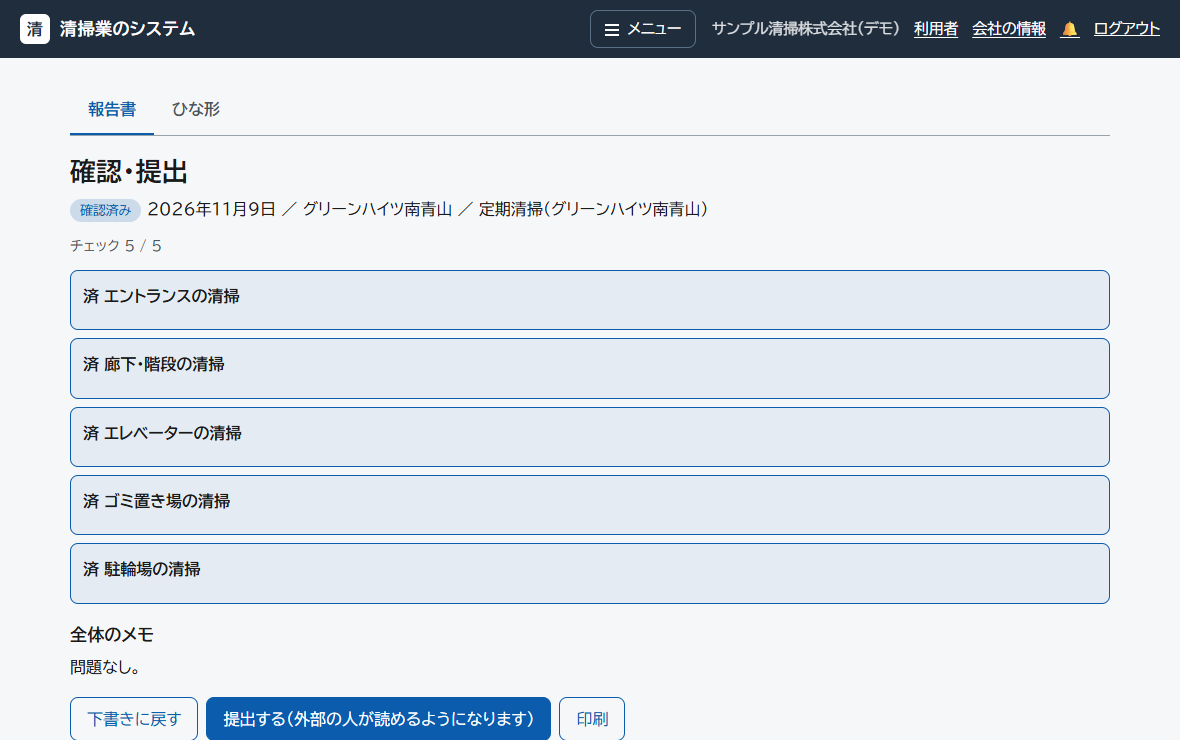 清 清掃業のシステム
メニュー サンプル清掃株式会社(デモ) 利用者 会社の情報 ログアウト
報告書 ひな形
確認・提出
確認済み 2026年11月9日 ／ グリーンハイツ南青山 ／ 定期清掃(グリーンハイツ南青山)
チェック 5 / 5
済 エントランスの清掃
済 廊下・階段の清掃
済 エレベーターの清掃
済 ゴミ置き場の清掃
済 駐輪場の清掃
全体のメモ
問題なし。
下書きに戻す 提出する(外部の人が読めるようになります) 印刷